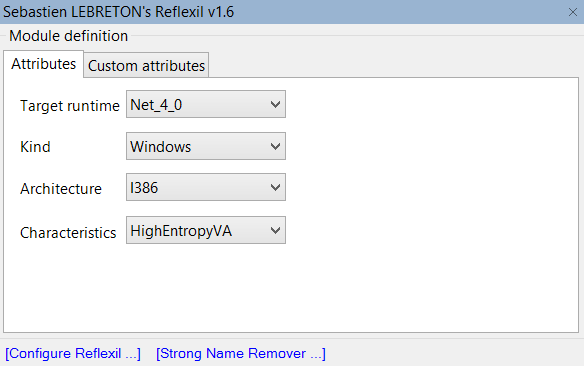 Sebastien LEBRETON's Reflexil v1.6
Module definition
Attributes Custom attributes
Target runtime Net_4_0
Kind Windows
Architecture I386
Characteristics HighEntropyVA
[Configure Reflexil ...] [Strong Name Remover ...]